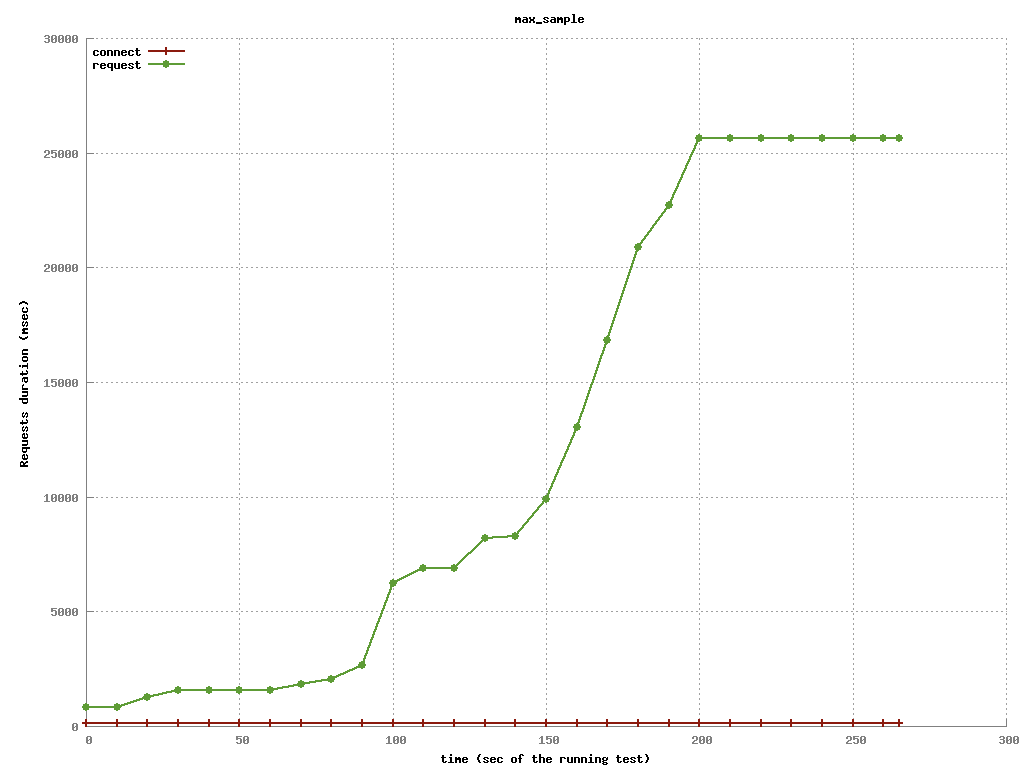 max_sample
connect
request
30000
25000
20000
15000
10000
5000
0
Requests duration (msec)
0 50 100 150 200 250 300
time (sec of the running test)